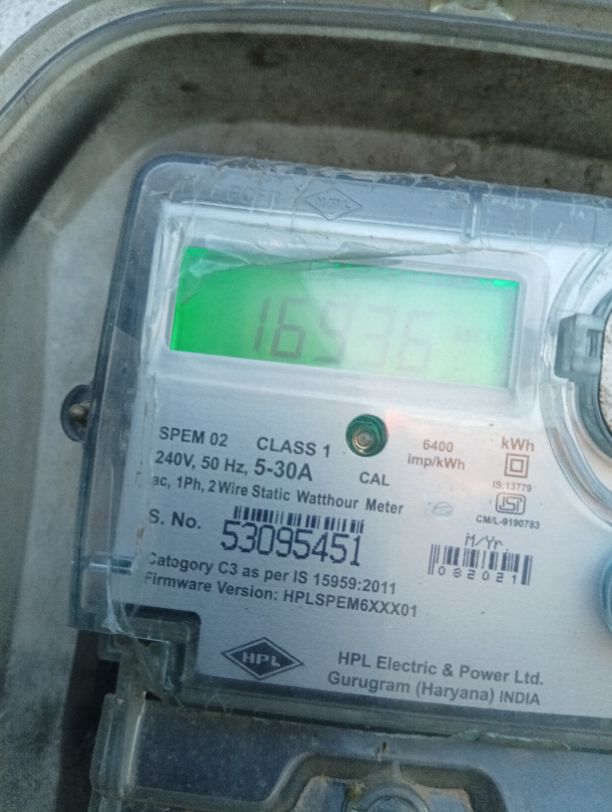 HPL
16936
SPEM 02 CLASS 1
6400 imp/kWh
kWh
240V, 50 Hz, 5-30A CAL
IS:13779
ac, 1Ph, 2 Wire Static Watthour Meter
CM/L-9190783
S. No. 53095451
M/Yr.
082021
Category C3 as per IS 15959:2011
Firmware Version: HPLSPEM6XXX01
HPL
HPL Electric & Power Ltd.
Gurugram (Haryana) INDIA